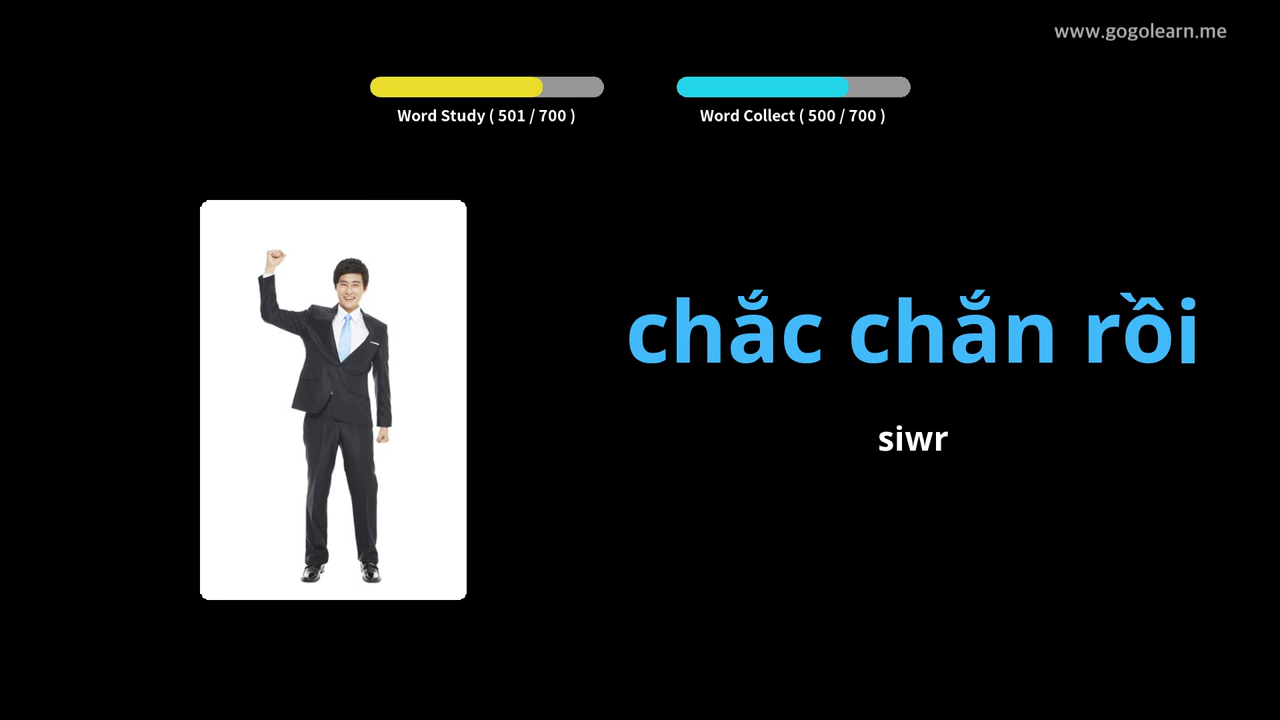 www.gogolearn.me
Word Study ( 501 / 700 )
Word Collect ( 500 / 700 )
chắc chắn rồi
siwr